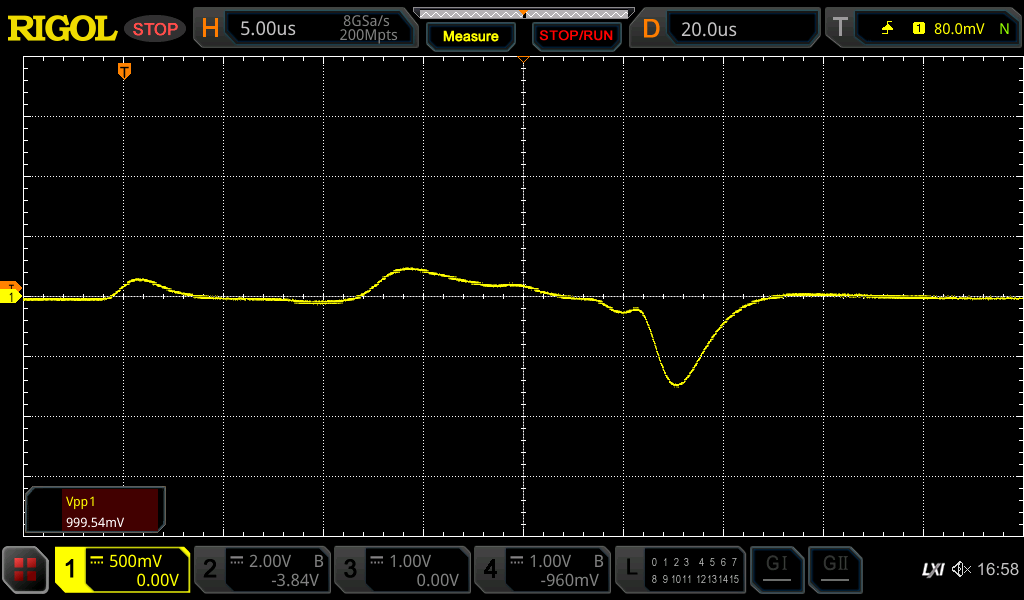 RIGOL STOP H 5.00us 8GSa/s 200Mpts Measure STOP/RUN D 20.0us T 1 80.0mV N
T
T
1
Vpp1
999.54mV
1 500mV 0.00V 2 2.00V B -3.84V 3 1.00V 0.00V 4 1.00V B -960mV L 0 1 2 3 4 5 6 7 8 9 10 11 12 13 14 15 GI GII LXI 16:58